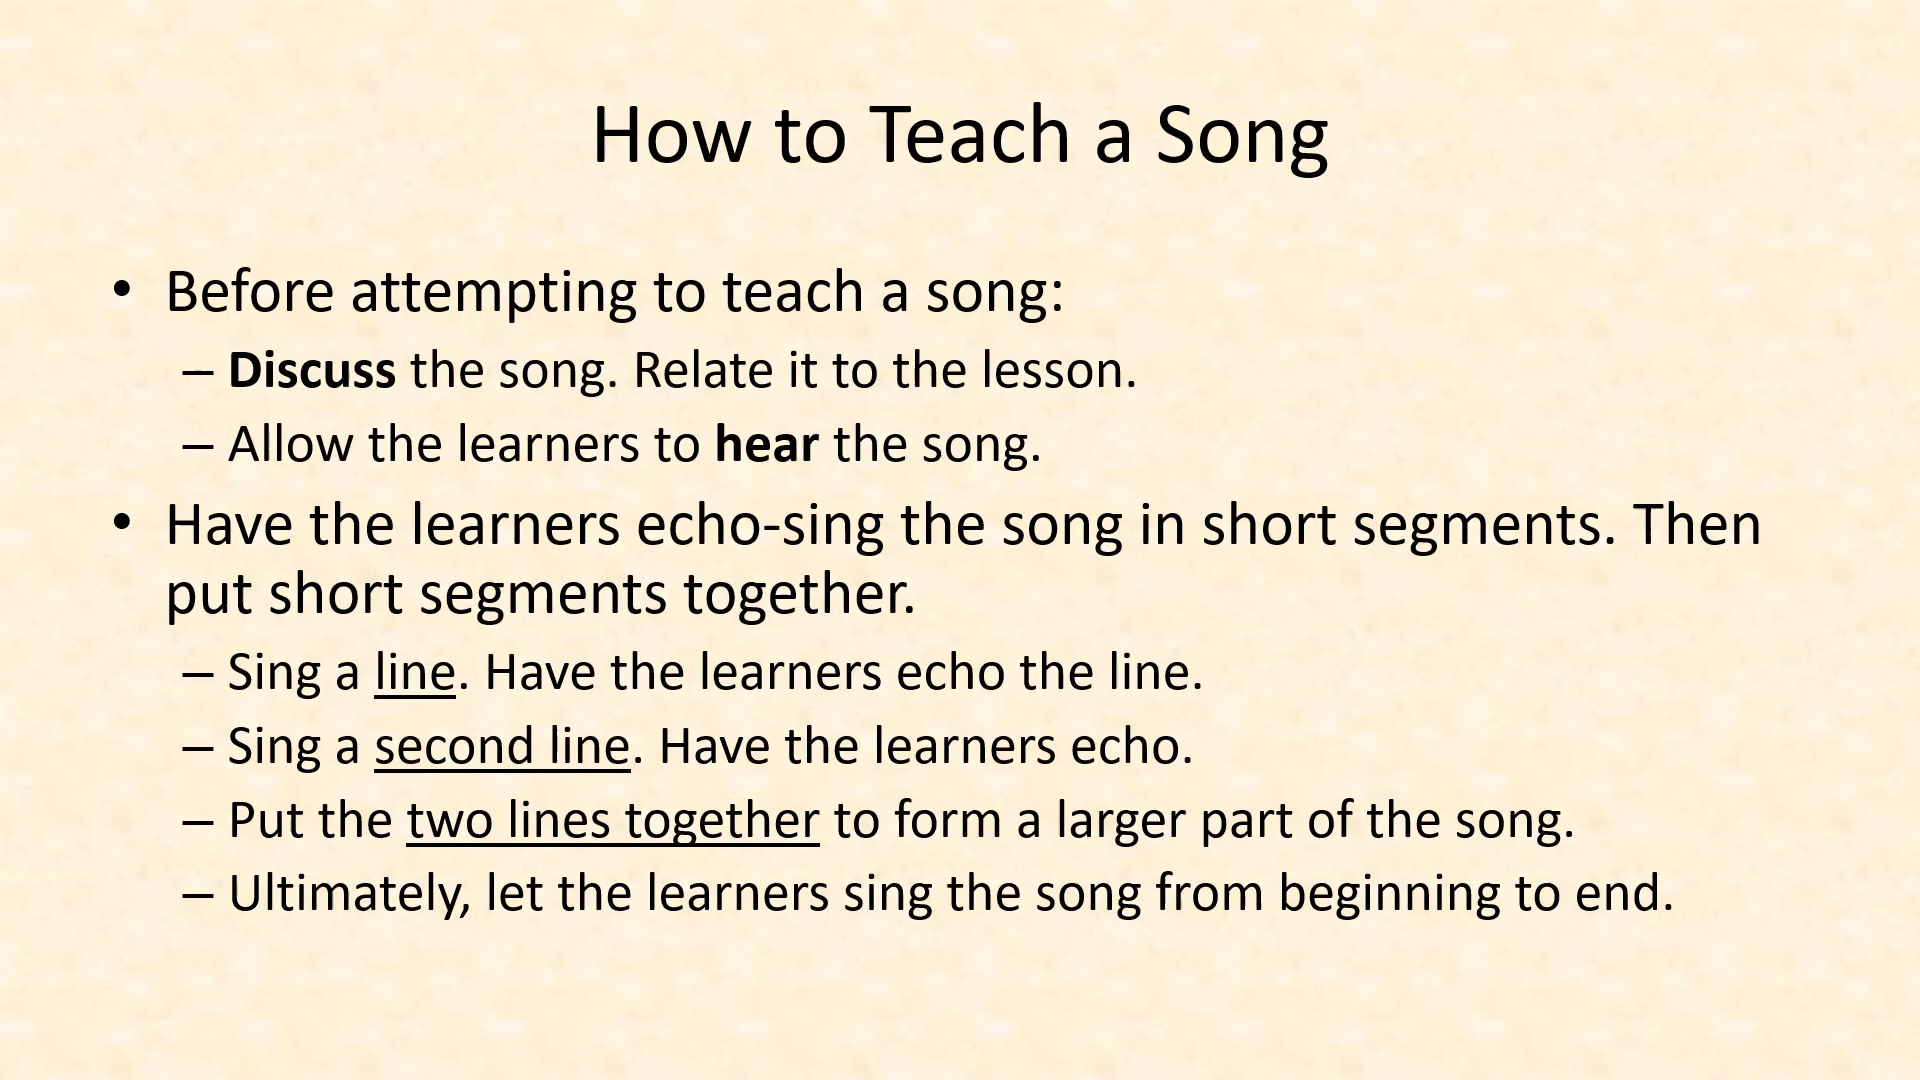 How to Teach a Song
• Before attempting to teach a song:
– Discuss the song. Relate it to the lesson.
– Allow the learners to hear the song.
• Have the learners echo-sing the song in short segments. Then
put short segments together.
– Sing a line. Have the learners echo the line.
– Sing a second line. Have the learners echo.
– Put the two lines together to form a larger part of the song.
– Ultimately, let the learners sing the song from beginning to end.